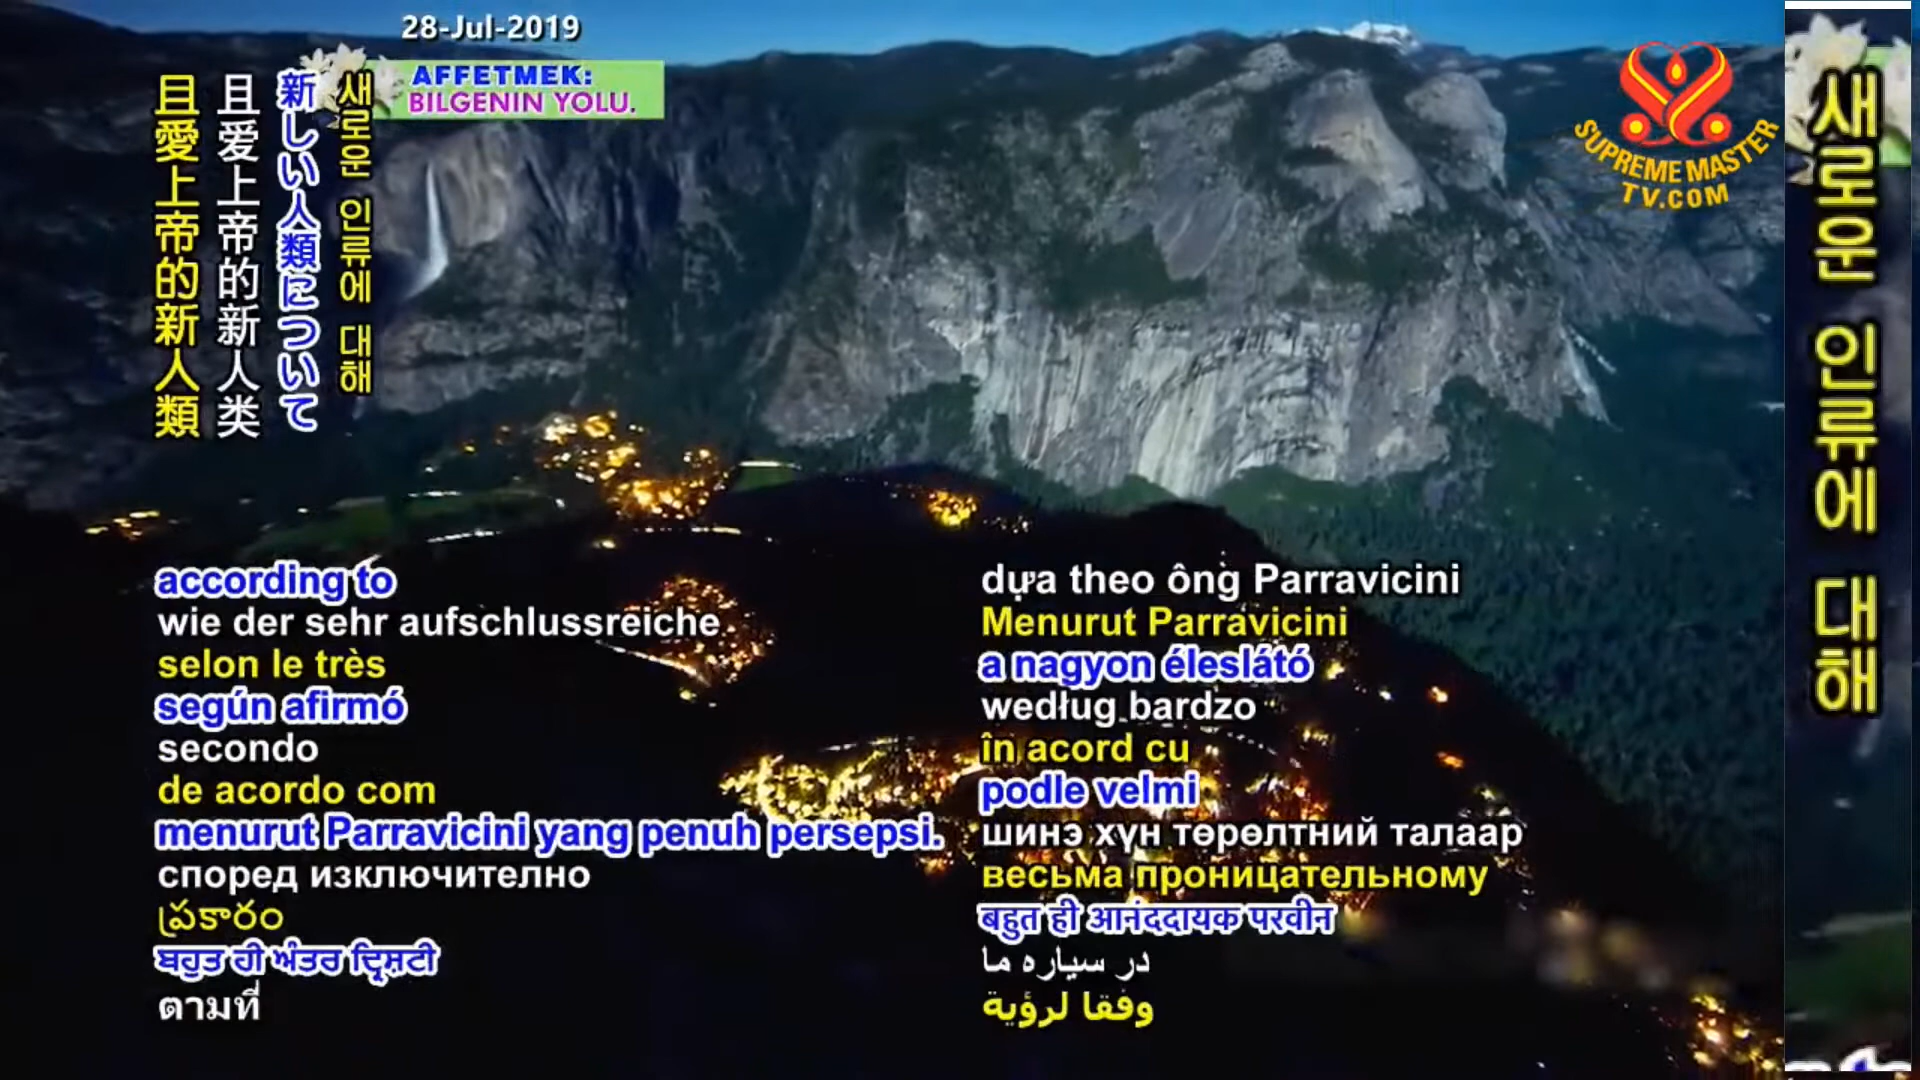 28-Jul-2019
AFFETMEK:
BILGENIN YOLU.
SUPREME MASTER
TV.COM
새로운 인류에 대해
新しい人類について
且爱上帝的新人类
且愛上帝的新人類
according to
wie der sehr aufschlussreiche
selon le très
según afirmó
secondo
de acordo com
menurut Parravicini yang penuh persepsi.
според изключително
ప్రకారం
ਬਹੁਤ ਹੀ ਅੰਤਰ ਦ੍ਰਿਸ਼ਟੀ
ตามที่
dựa theo ông Parravicini
Menurut Parravicini
a nagyon éleslátó
według bardzo
în acord cu
podle velmi
шинэ хүн төрөлтний талаар
весьма проницательному
बहुत ही आनंददायक परवीन
در سیاره ما
وفقا لرؤية
새로운 인류에 대해